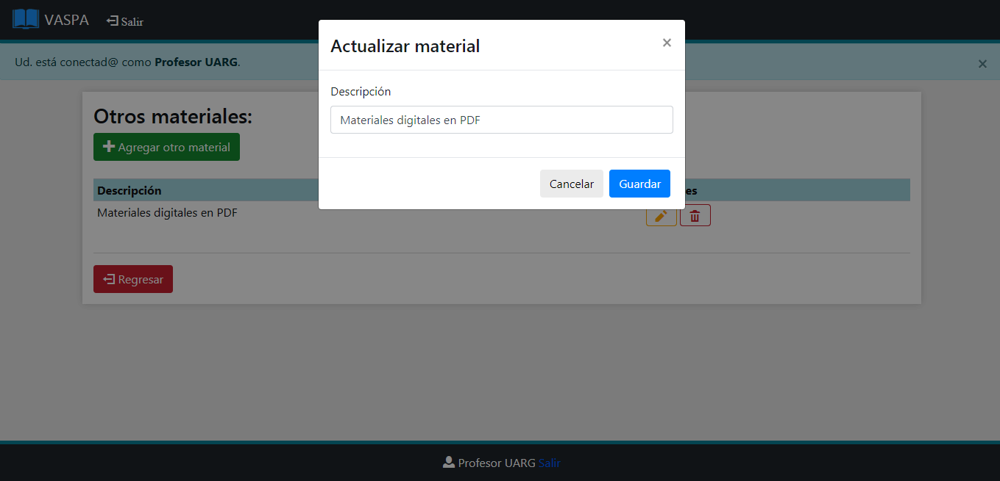 VASPA Salir
Ud. está conectad@ como Profesor UARG.
Actualizar material
Descripción
Materiales digitales en PDF
Cancelar Guardar
Otros materiales:
Agregar otro material
Descripción
Materiales digitales en PDF
Regresar
Profesor UARG Salir